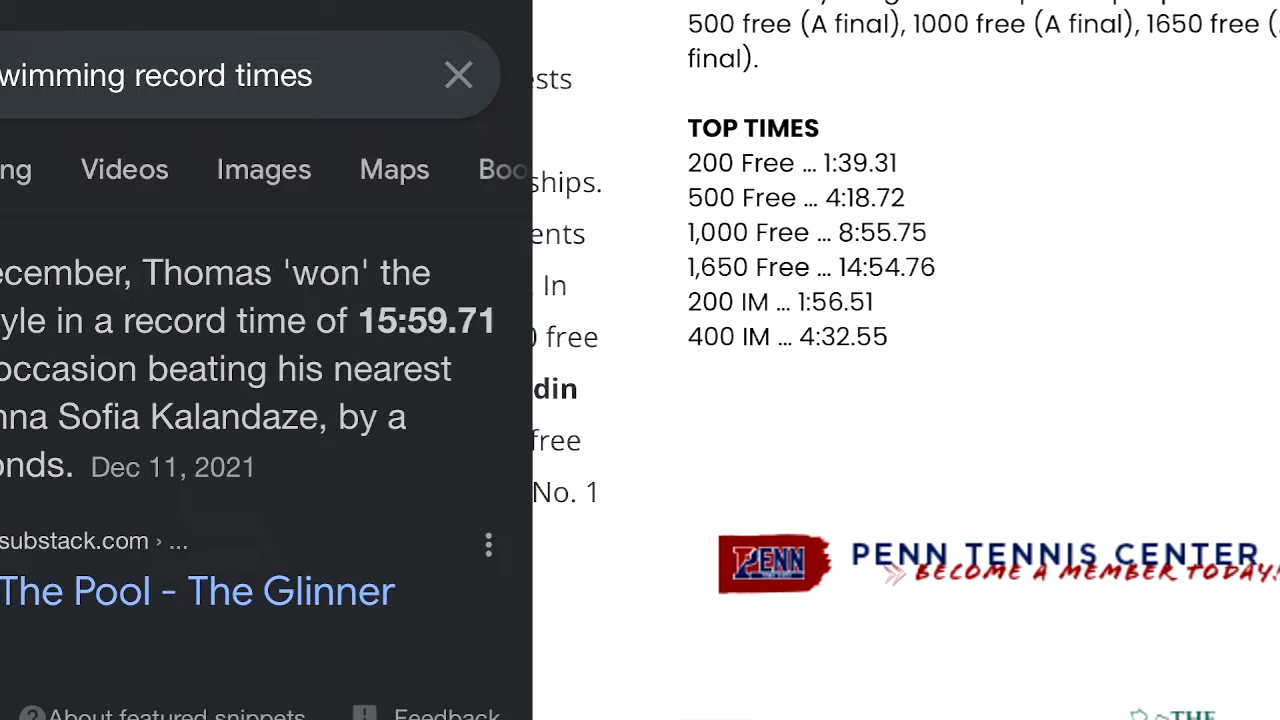 wimming record times
ng Videos Images Maps Boo
ecember, Thomas 'won' the
yle in a record time of 15:59.71
occasion beating his nearest
nna Sofia Kalandaze, by a
onds. Dec 11, 2021
substack.com › ...
The Pool - The Glinner
About featured snippets Feedback
ests
ships.
ents
In
0 free
din
free
No. 1
500 free (A final), 1000 free (A final), 1650 free (
final).
TOP TIMES
200 Free ... 1:39.31
500 Free ... 4:18.72
1,000 Free ... 8:55.75
1,650 Free ... 14:54.76
200 IM ... 1:56.51
400 IM ... 4:32.55
PENN
PENN TENNIS CENTER
BECOME A MEMBER TODAY!
THE